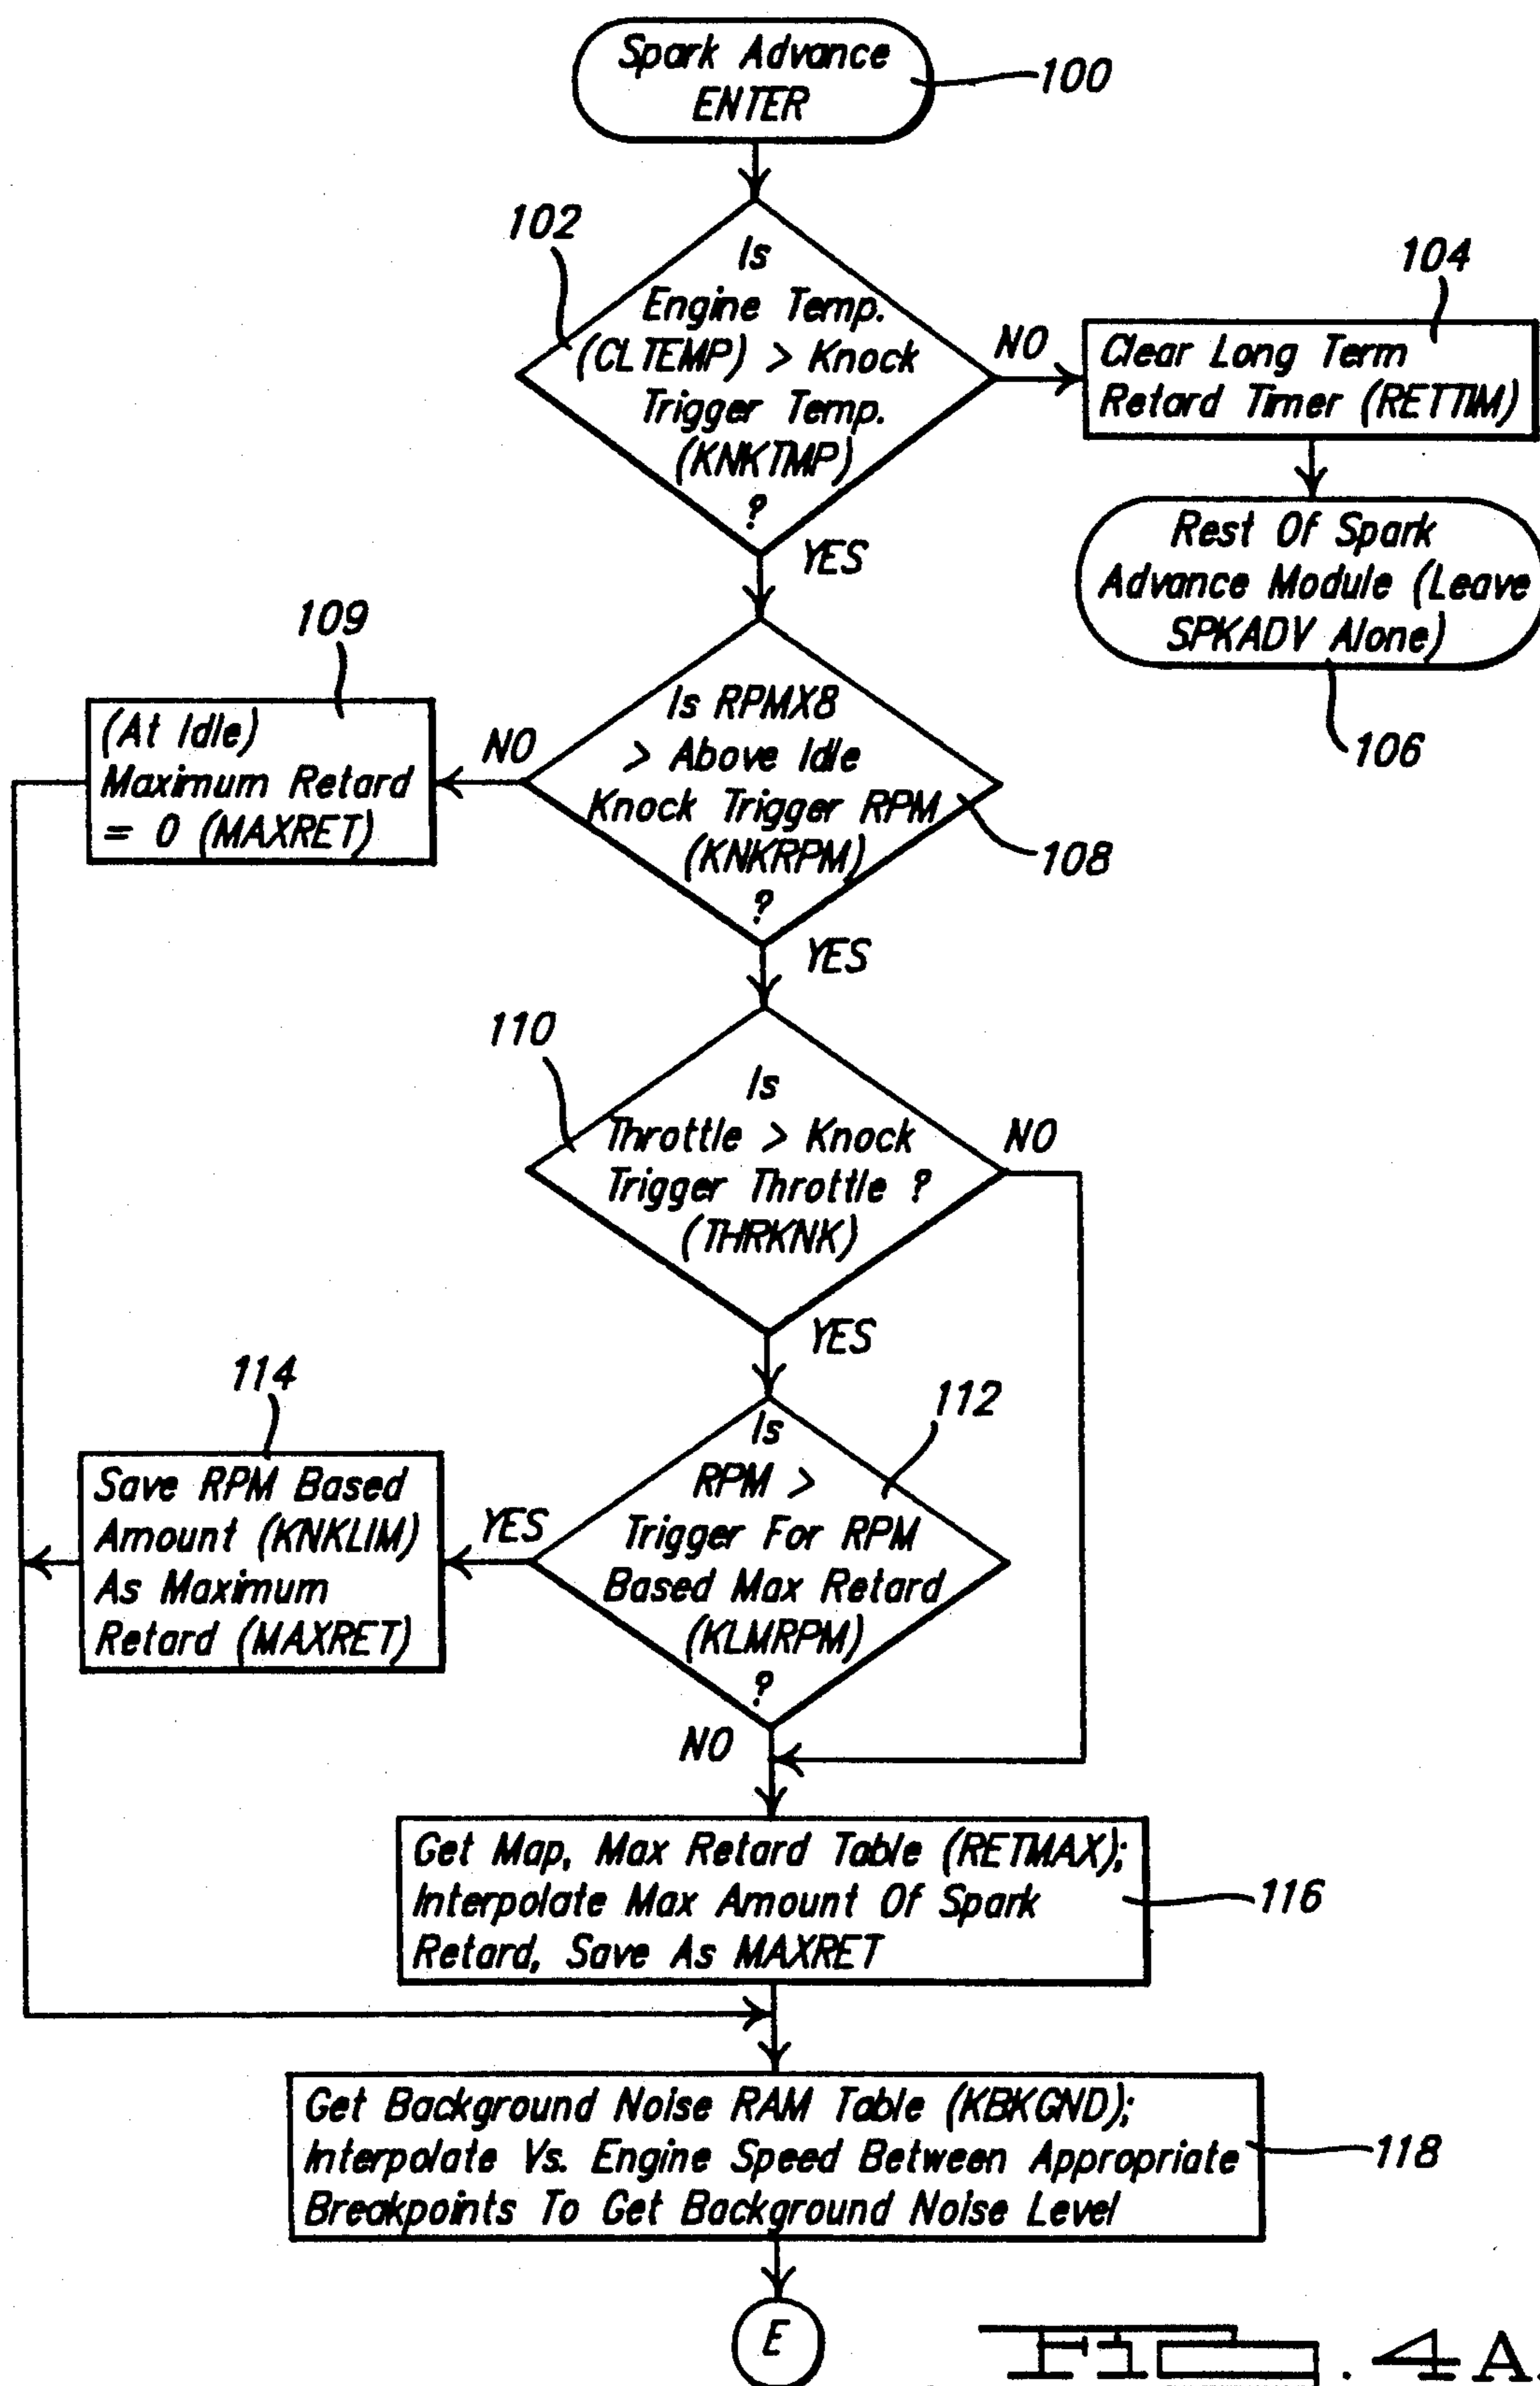 Spark Advance
ENTER
100
102
Is
Engine Temp.
(CLTEMP) > Knock
Trigger Temp.
(KNKTMP)
?
NO
104
Clear Long Term
Retard Timer (RETTIM)
YES
Rest Of Spark
Advance Module (Leave
SPKADV Alone)
106
109
(At Idle)
Maximum Retard
= 0 (MAXRET)
NO
Is RPMX8
> Above Idle
Knock Trigger RPM
(KNKRPM)
?
108
YES
110
Is
Throttle > Knock
Trigger Throttle ?
(THRKNK)
NO
YES
114
Save RPM Based
Amount (KNKLIM)
As Maximum
Retard (MAXRET)
YES
112
Is
RPM >
Trigger For RPM
Based Max Retard
(KLMRPM)
?
NO
Get Map, Max Retard Table (RETMAX);
Interpolate Max Amount Of Spark
Retard, Save As MAXRET
116
Get Background Noise RAM Table (KBKGND);
Interpolate Vs. Engine Speed Between Appropriate
Breakpoints To Get Background Noise Level
118
E
FIG. 4A.